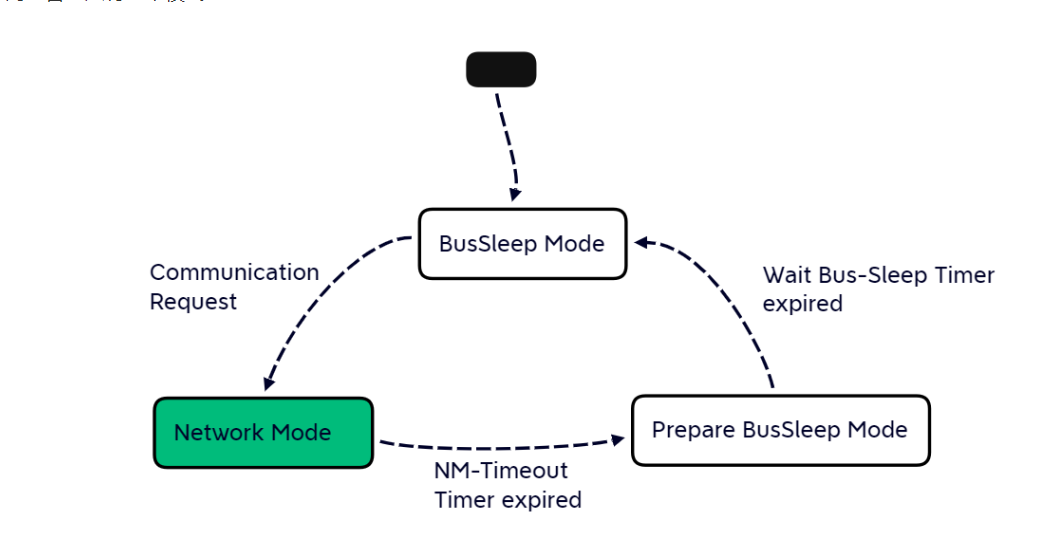 BusSleep Mode
Communication
Request
Wait Bus-Sleep Timer
expired
Network Mode
Prepare BusSleep Mode
NM-Timeout
Timer expired